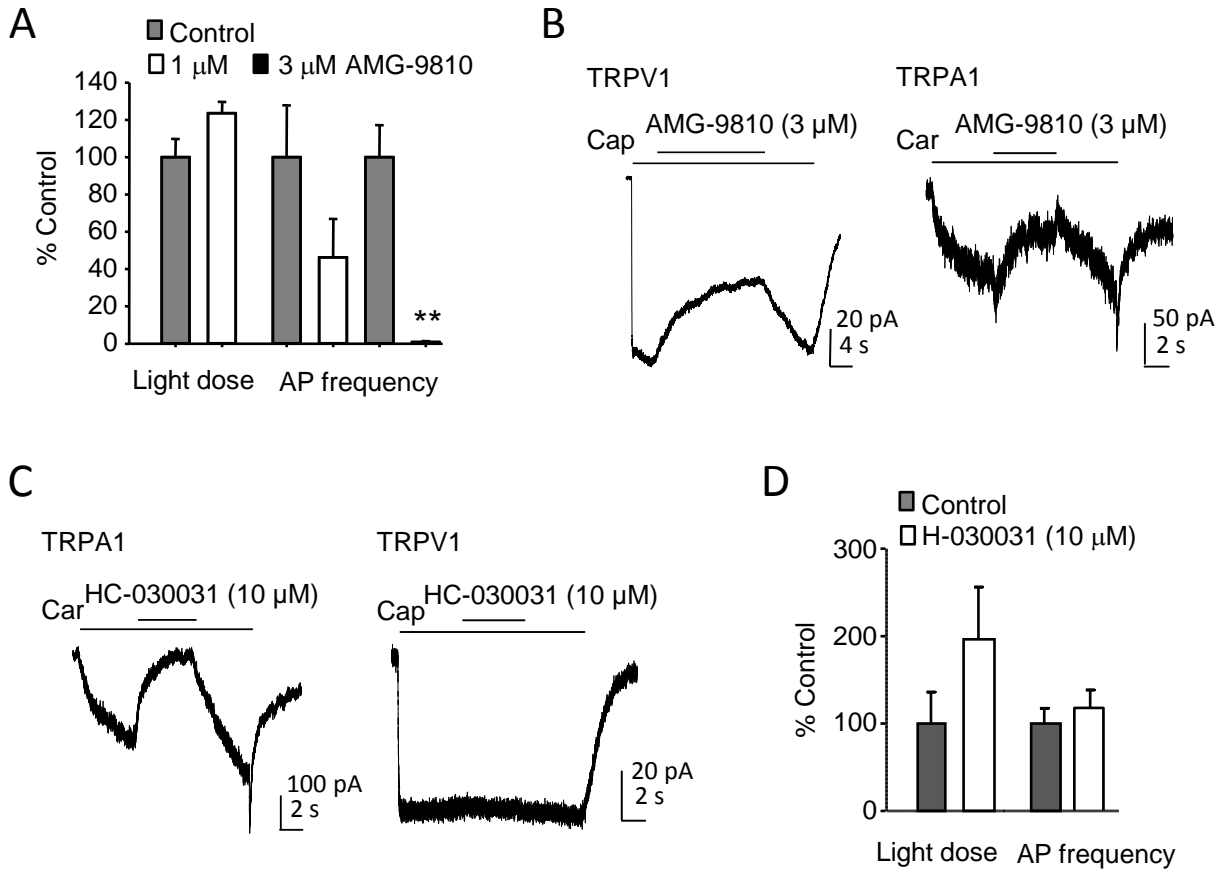 A
Control
1 μM 3 μM AMG-9810
140
120
100
80
60
40
20
0
% Control
**
Light dose AP frequency
B
TRPV1
AMG-9810 (3 μM)
Cap
20 pA
4 s
TRPA1
AMG-9810 (3 μM)
Car
50 pA
2 s
C
TRPA1
HC-030031 (10 μM)
Car
100 pA
2 s
TRPV1
HC-030031 (10 μM)
Cap
20 pA
2 s
D
Control
H-030031 (10 μM)
300
200
100
0
% Control
Light dose AP frequency